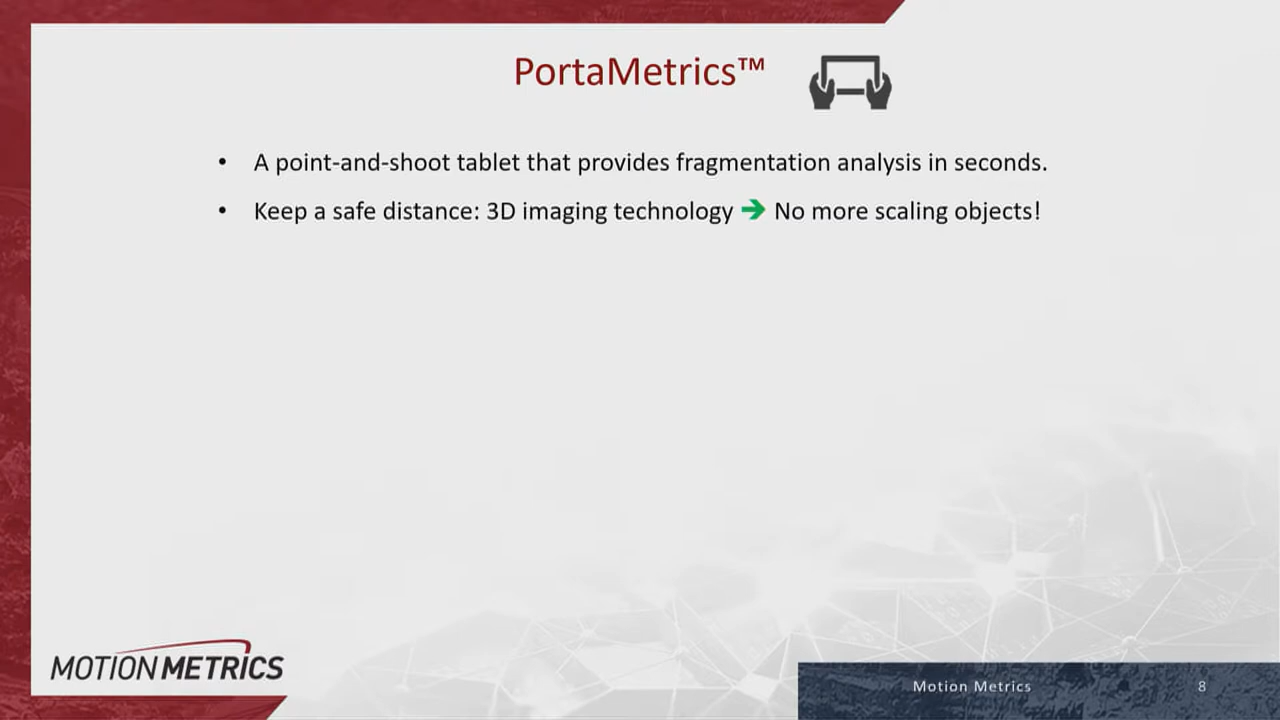 PortaMetrics™
• A point-and-shoot tablet that provides fragmentation analysis in seconds.
• Keep a safe distance: 3D imaging technology ➔ No more scaling objects!
MOTION METRICS
Motion Metrics 8